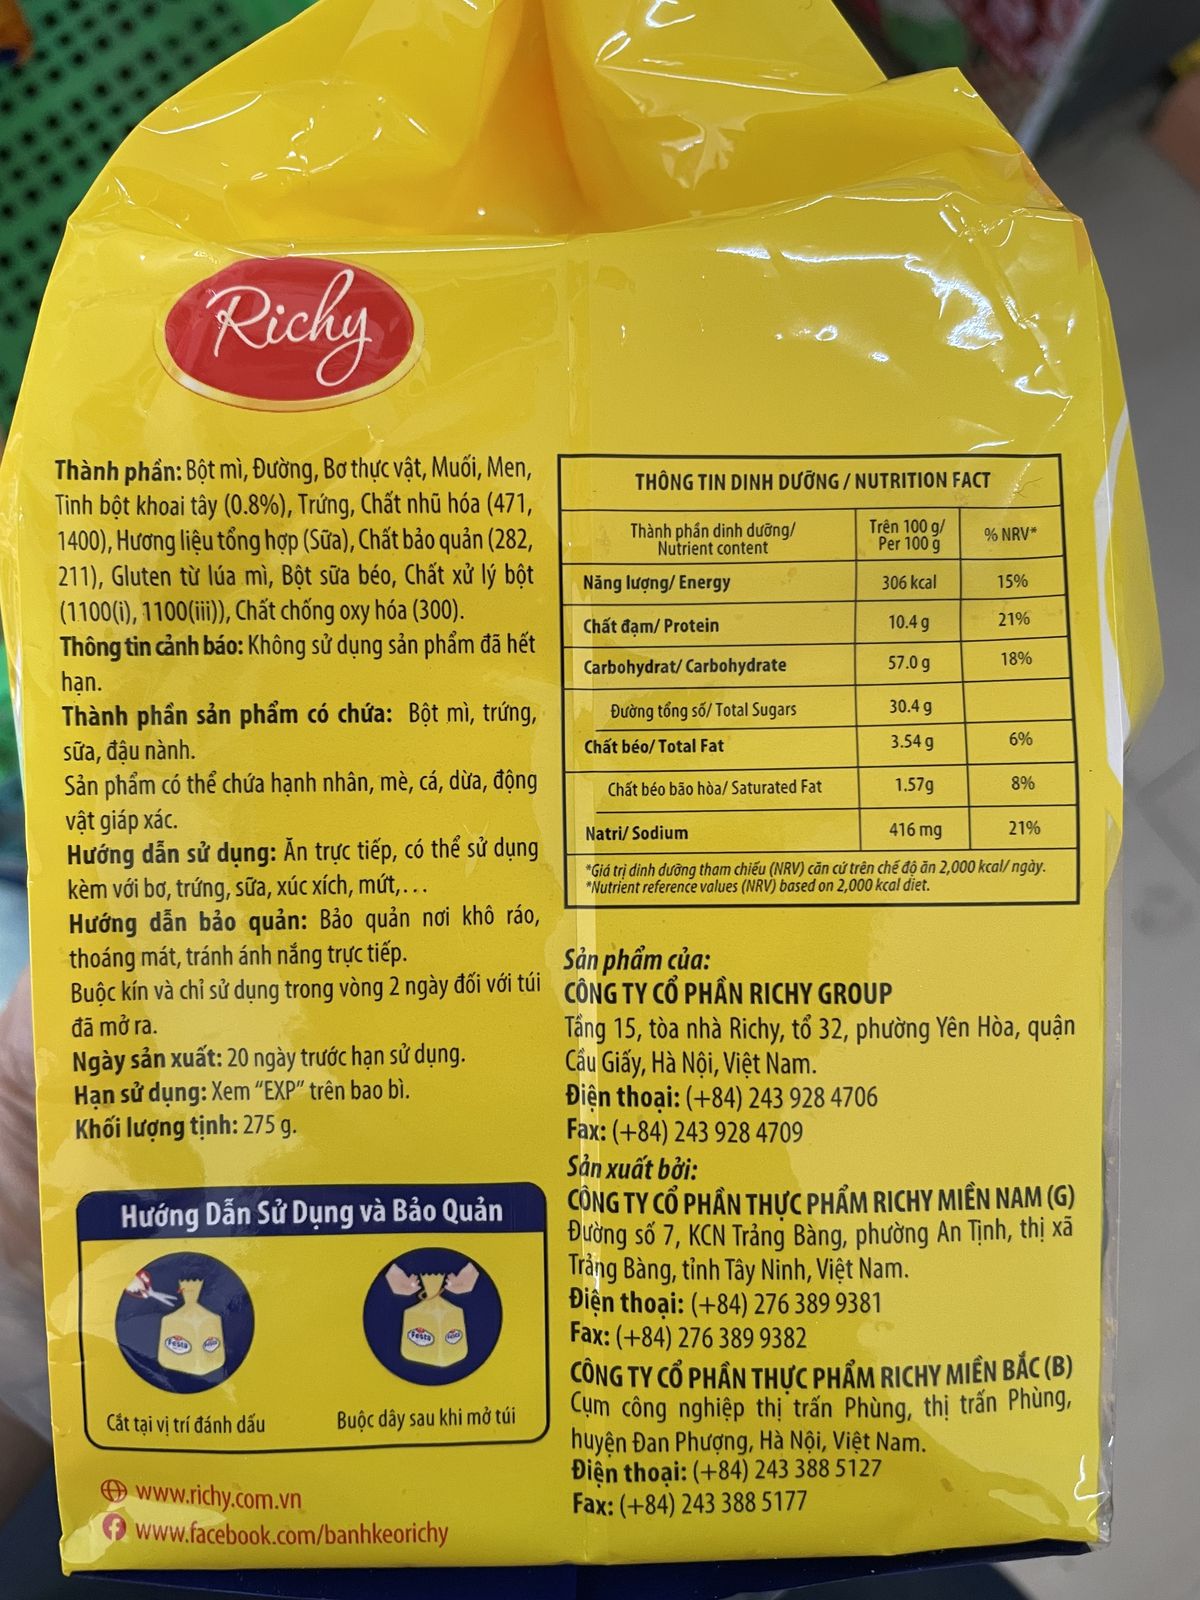 Richy
Thành phần: Bột mì, Đường, Bơ thực vật, Muối, Men,
Tinh bột khoai tây (0.8%), Trứng, Chất nhũ hóa (471,
1400), Hương liệu tổng hợp (Sữa), Chất bảo quản (282,
211), Gluten từ lúa mì, Bột sữa béo, Chất xử lý bột
(1100(i), 1100(iii)), Chất chống oxy hóa (300).
Thông tin cảnh báo: Không sử dụng sản phẩm đã hết
hạn.
Thành phần sản phẩm có chứa: Bột mì, trứng,
sữa, đậu nành.
Sản phẩm có thể chứa hạnh nhân, mè, cá, dừa, động
vật giáp xác.
Hướng dẫn sử dụng: Ăn trực tiếp, có thể sử dụng
kèm với bơ, trứng, sữa, xúc xích, mứt,...
Hướng dẫn bảo quản: Bảo quản nơi khô ráo,
thoáng mát, tránh ánh nắng trực tiếp.
Buộc kín và chỉ sử dụng trong vòng 2 ngày đối với túi
đã mở ra.
Ngày sản xuất: 20 ngày trước hạn sử dụng.
Hạn sử dụng: Xem “EXP” trên bao bì.
Khối lượng tịnh: 275 g.
Hướng Dẫn Sử Dụng và Bảo Quản
Festa Festa
Festa Festa
Cắt tại vị trí đánh dấu
Buộc dây sau khi mở túi
www.richy.com.vn
www.facebook.com/banhkeorichy
THÔNG TIN DINH DƯỠNG / NUTRITION FACT
Thành phần dinh dưỡng/ Trên 100 g/ % NRV*
Nutrient content Per 100 g
Năng lượng/ Energy 306 kcal 15%
Chất đạm/ Protein 10.4 g 21%
Carbohydrat/ Carbohydrate 57.0 g 18%
Đường tổng số/ Total Sugars 30.4 g
Chất béo/ Total Fat 3.54 g 6%
Chất béo bão hòa/ Saturated Fat 1.57g 8%
Natri/ Sodium 416 mg 21%
*Giá trị dinh dưỡng tham chiếu (NRV) căn cứ trên chế độ ăn 2,000 kcal/ ngày.
*Nutrient reference values (NRV) based on 2,000 kcal diet.
Sản phẩm của:
CÔNG TY CỔ PHẦN RICHY GROUP
Tầng 15, tòa nhà Richy, tổ 32, phường Yên Hòa, quận
Cầu Giấy, Hà Nội, Việt Nam.
Điện thoại: (+84) 243 928 4706
Fax: (+84) 243 928 4709
Sản xuất bởi:
CÔNG TY CỔ PHẦN THỰC PHẨM RICHY MIỀN NAM (G)
Đường số 7, KCN Trảng Bàng, phường An Tịnh, thị xã
Trảng Bàng, tỉnh Tây Ninh, Việt Nam.
Điện thoại: (+84) 276 389 9381
Fax: (+84) 276 389 9382
CÔNG TY CỔ PHẦN THỰC PHẨM RICHY MIỀN BẮC (B)
Cụm công nghiệp thị trấn Phùng, thị trấn Phùng,
huyện Đan Phượng, Hà Nội, Việt Nam.
Điện thoại: (+84) 243 388 5127
Fax: (+84) 243 388 5177